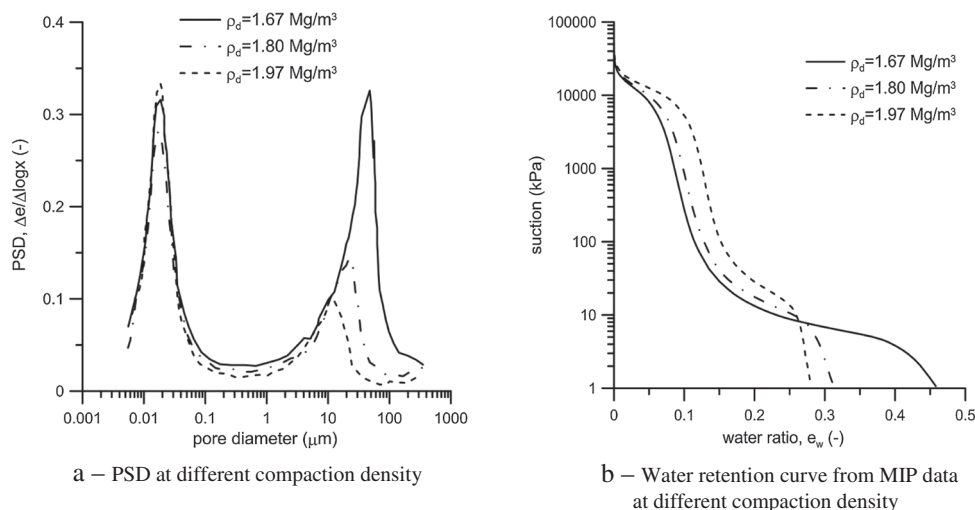 0.4
0.3
0.2
0.1
0
PSD, Δe/Δlogx (-)
ρd=1.67 Mg/m³
ρd=1.80 Mg/m³
ρd=1.97 Mg/m³
0.001 0.01 0.1 1 10 100 1000
pore diameter (μm)
a – PSD at different compaction density
100000
10000
1000
100
10
1
suction (kPa)
ρd=1.67 Mg/m³
ρd=1.80 Mg/m³
ρd=1.97 Mg/m³
0 0.1 0.2 0.3 0.4 0.5
water ratio, ew (-)
b – Water retention curve from MIP data
at different compaction density